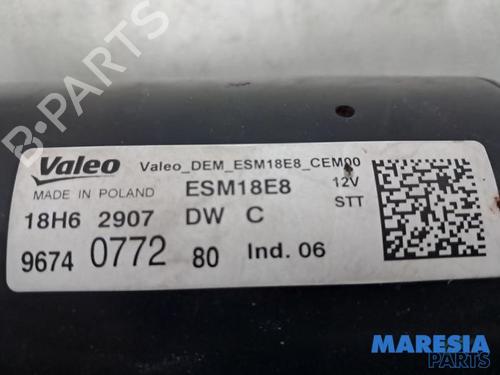 Valeo Valeo_DEM_ESM18E8_CEM00
MADE IN POLAND ESM18E8 12V
18H6 2907 DW C STT
9674 0772 80 Ind. 06
B-PARTS
MARESIA
PARTS